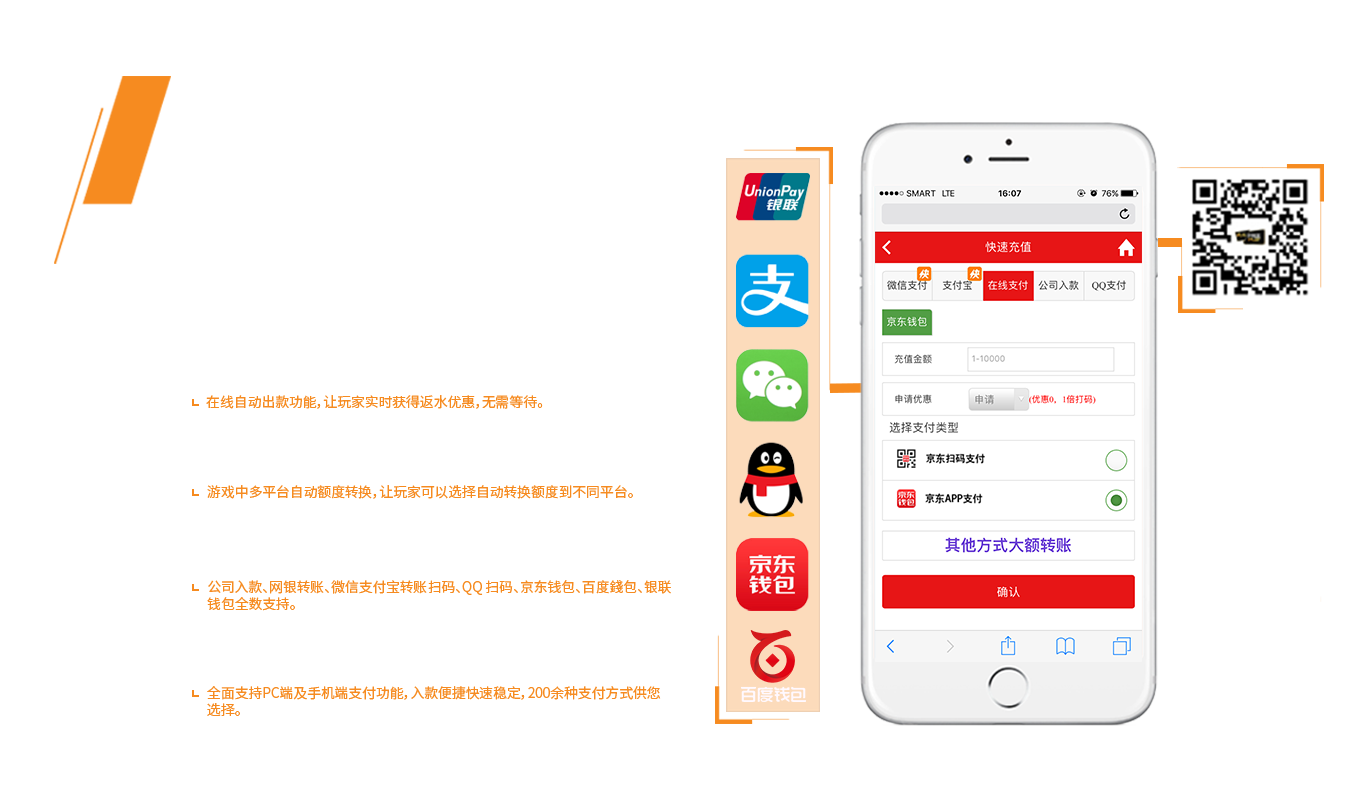 在线自动出款功能，让玩家实时获得返水优惠，无需等待。
游戏中多平台自动额度转换，让玩家可以选择自动转换额度到不同平台。
公司入款、网银转账、微信支付宝转账扫码、QQ 扫码、京东钱包、百度錢包、银联
钱包全数支持。
全面支持PC端及手机端支付功能，入款便捷快速稳定，200余种支付方式供您
选择。
UnionPay
银联
支
京东
钱包
百度钱包
SMART LTE 16:07 76%
快速充值
快 快
微信支付 支付宝 在线支付 公司入款 QQ支付
京东钱包
充值金额 1-10000
申请优惠 申请 (优惠0, 1倍打码)
选择支付类型
京东扫码支付
京东
钱包
京东APP支付
其他方式大额转账
确认